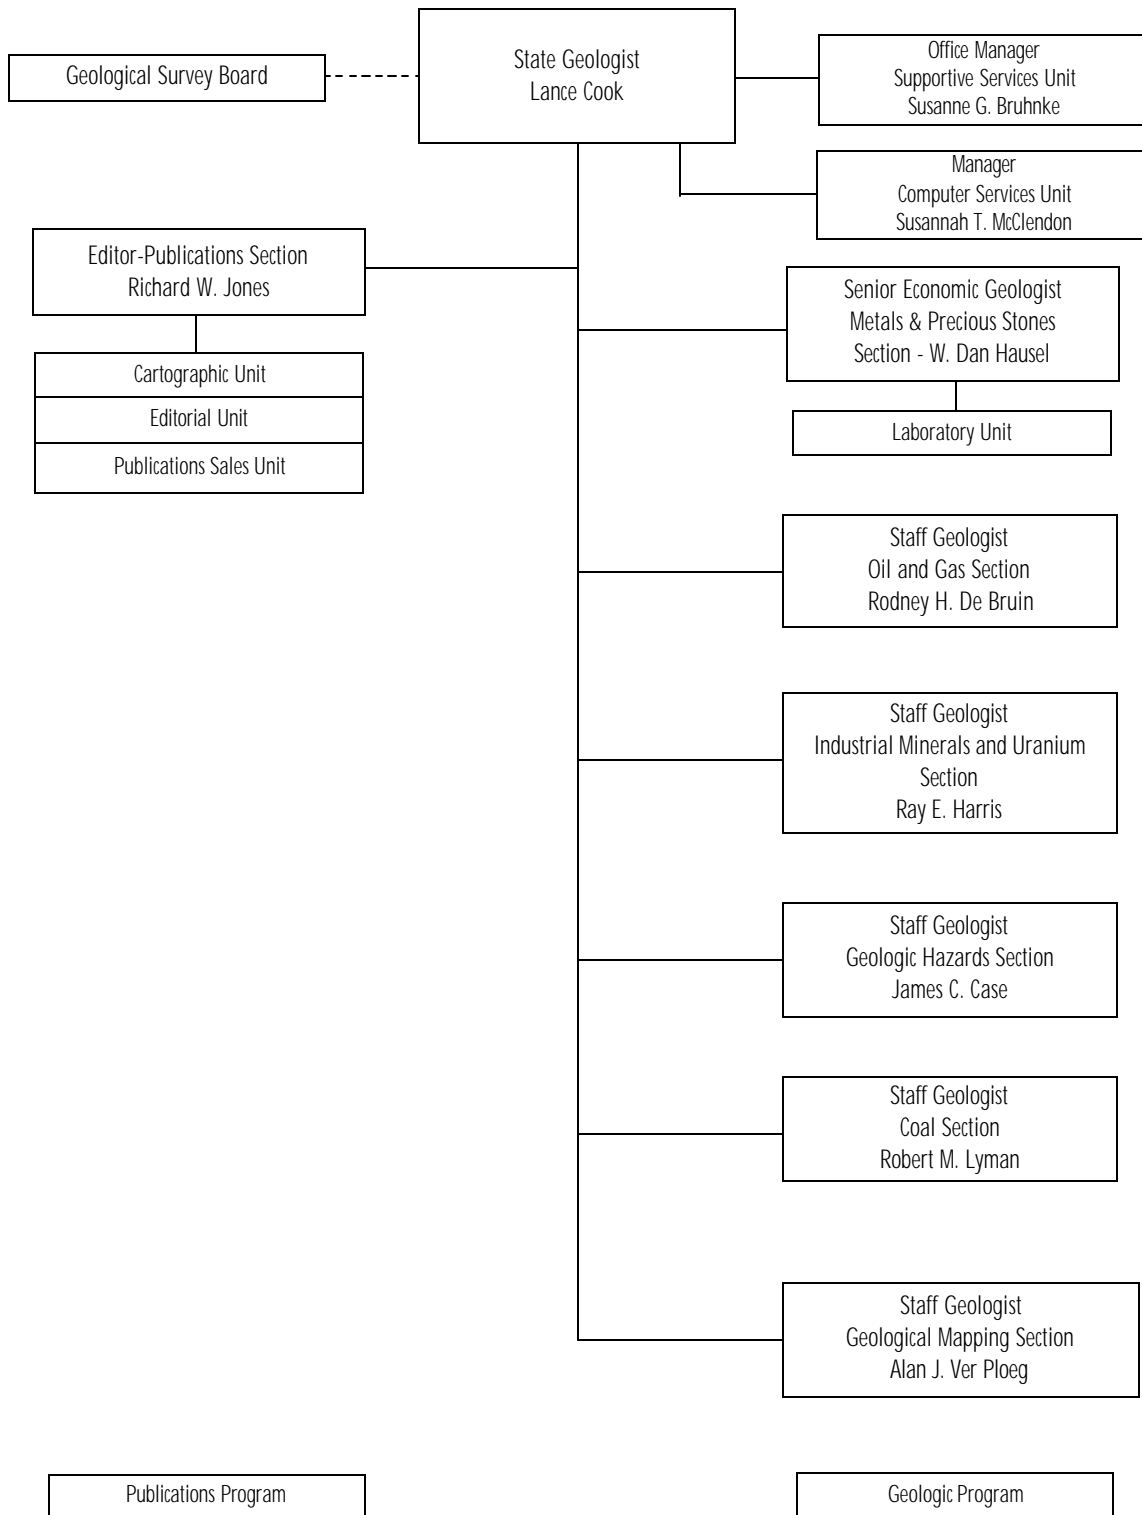 Geological Survey Board
State Geologist
Lance Cook
Office Manager
Supportive Services Unit
Susanne G. Bruhnke
Manager
Computer Services Unit
Susannah T. McClendon
Editor-Publications Section
Richard W. Jones
Cartographic Unit
Editorial Unit
Publications Sales Unit
Senior Economic Geologist
Metals & Precious Stones
Section - W. Dan Hausel
Laboratory Unit
Staff Geologist
Oil and Gas Section
Rodney H. De Bruin
Staff Geologist
Industrial Minerals and Uranium
Section
Ray E. Harris
Staff Geologist
Geologic Hazards Section
James C. Case
Staff Geologist
Coal Section
Robert M. Lyman
Staff Geologist
Geological Mapping Section
Alan J. Ver Ploeg
Publications Program
Geologic Program